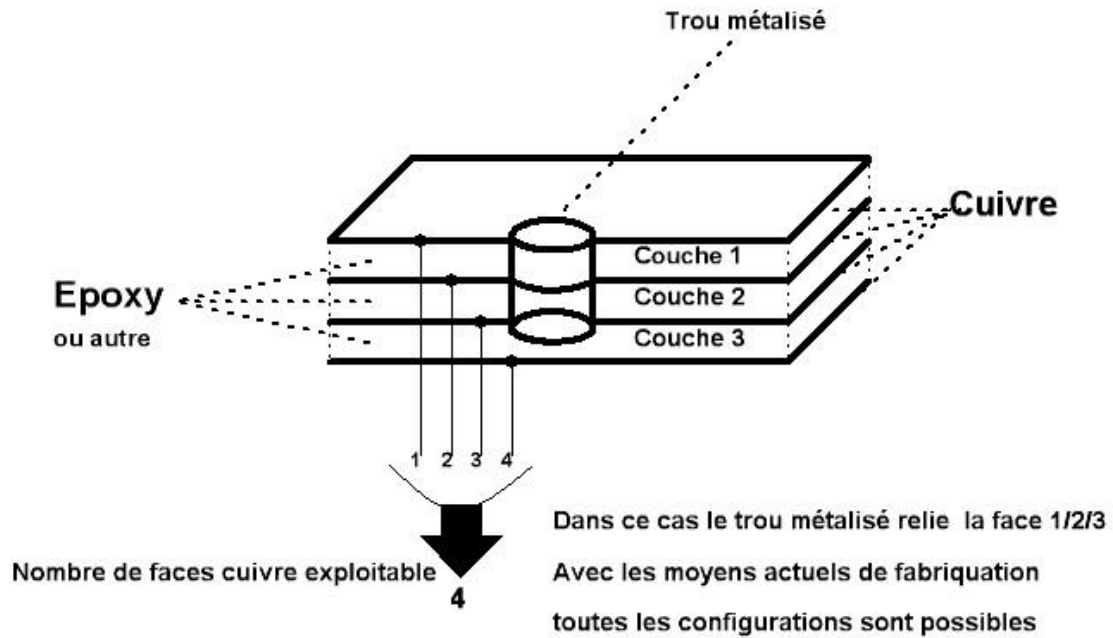 Trou métalisé
Cuivre
Couche 1
Couche 2
Couche 3
Epoxy
ou autre
1 2 3 4
Dans ce cas le trou métalisé relie la face 1/2/3
Nombre de faces cuivre exploitable
4
Avec les moyens actuels de fabriquation
toutes les configurations sont possibles